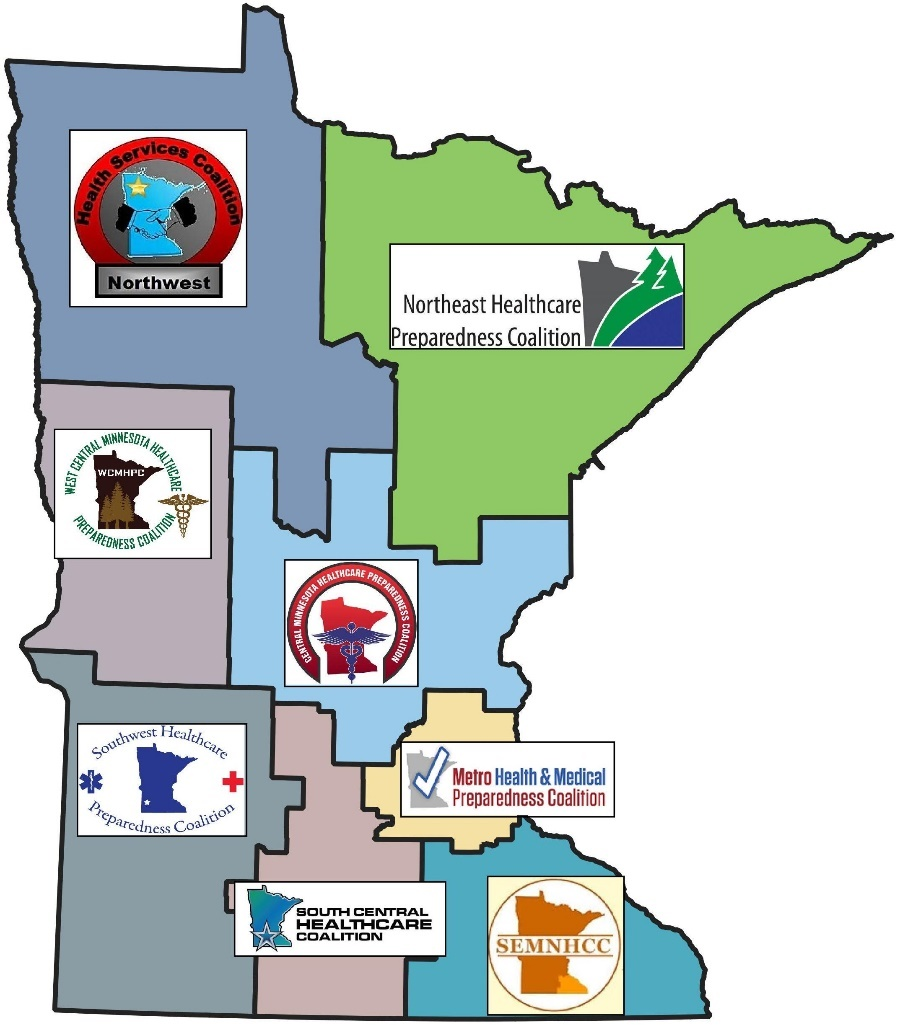 Health Services Coalition
Northwest
Northeast Healthcare
Preparedness Coalition
WEST CENTRAL MINNESOTA HEALTHCARE
WCMHPC
PREPAREDNESS COALITION
CENTRAL MINNESOTA HEALTHCARE PREPAREDNESS COALITION
Southwest Healthcare
Preparedness Coalition
Metro Health & Medical
Preparedness Coalition
SOUTH CENTRAL
HEALTHCARE
COALITION
SEMNHCC